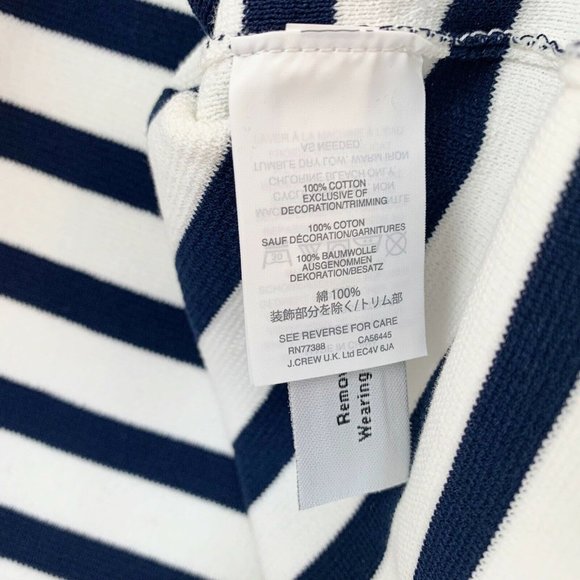 100% COTTON
EXCLUSIVE OF
DECORATION/TRIMMING
100% COTON
SAUF DÉCORATION/GARNITURES
100% BAUMWOLLE
AUSGENOMMEN
DEKORATION/BESATZ
綿 100%
装飾部分を除く/トリム部
SEE REVERSE FOR CARE
RN77388 CA56445
J.CREW U.K. Ltd EC4V 6JA
Remov
Wearing